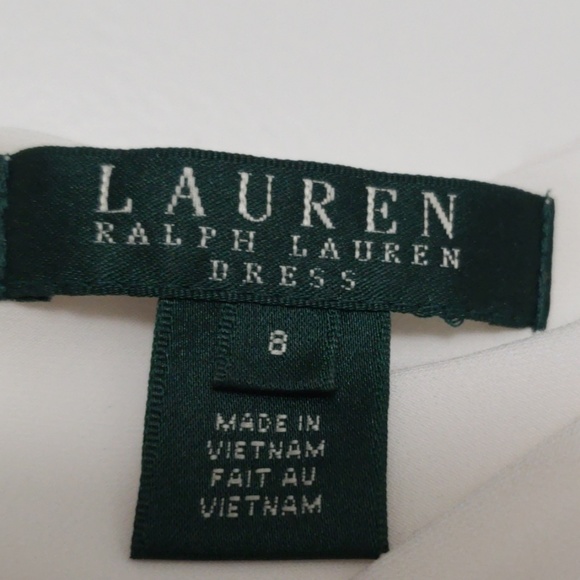 LAUREN
RALPH LAUREN
DRESS
8
MADE IN
VIETNAM
FAIT AU
VIETNAM